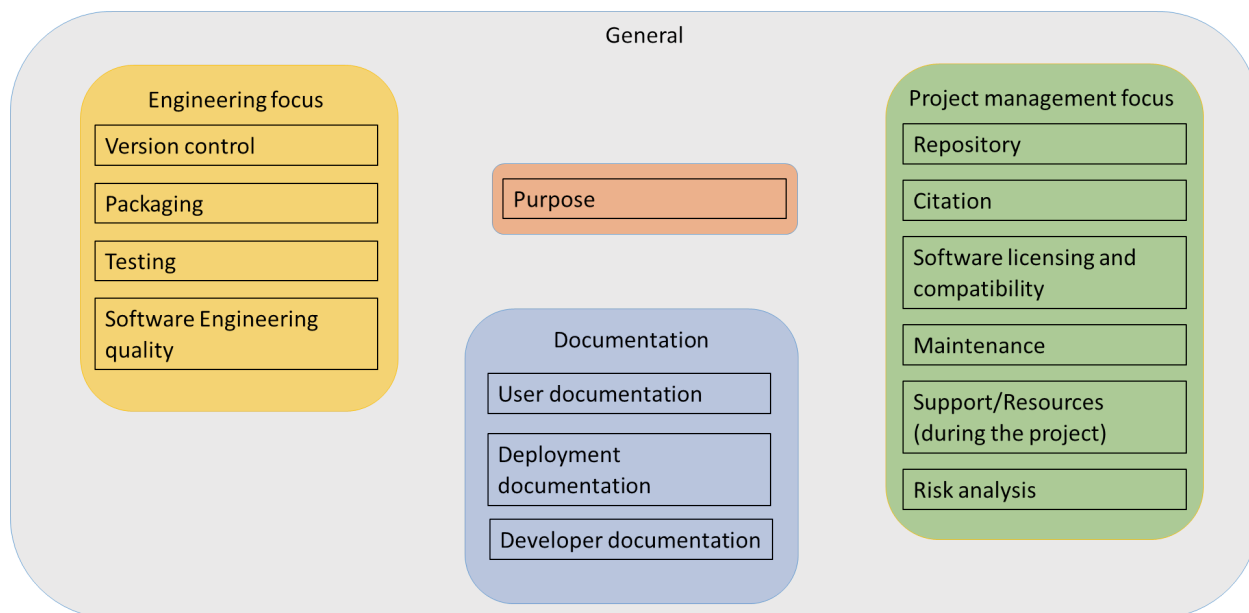 General
Engineering focus
Version control
Packaging
Testing
Software Engineering
quality
Purpose
Documentation
User documentation
Deployment
documentation
Developer documentation
Project management focus
Repository
Citation
Software licensing and
compatibility
Maintenance
Support/Resources
(during the project)
Risk analysis